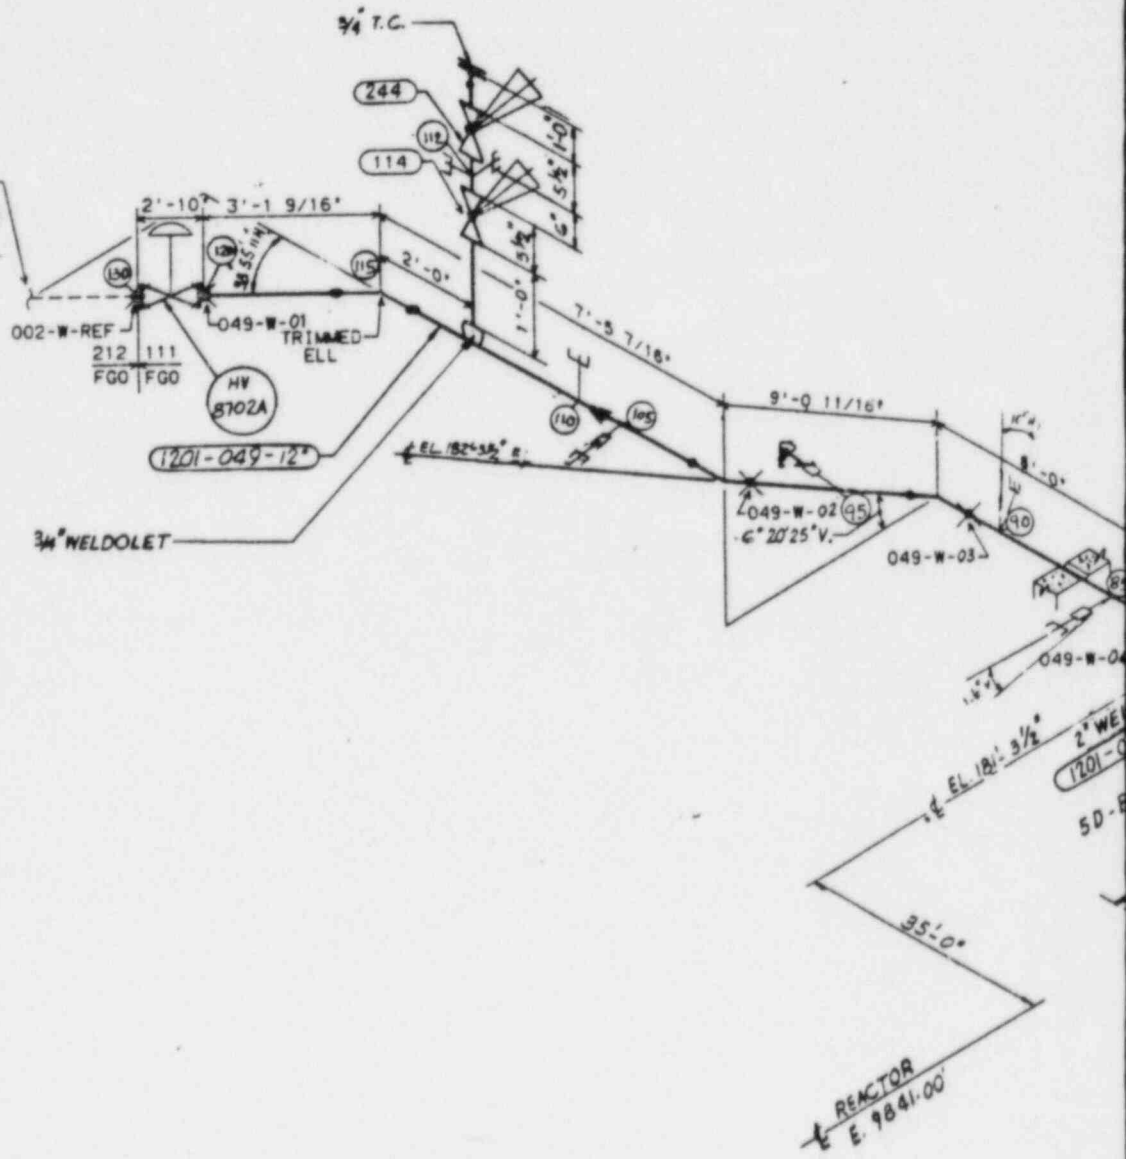 3/4" T.C.
244
112
114
1'-0"
5 1/2"
6"
3 1/2"
1'-0"
2'-10"
3'-1 9/16"
130
115
2'-0"
002-W-REF
049-W-01
TRIMMED
ELL
212 111
FGO FGO
HV
8702A
7'-5 7/16"
110
105
9'-0 11/16"
1201-049-12"
049-W-02
95
6° 20'25" V.
049-W-03
90
3/4" WELDOLET
EL. 181'-3 1/2"
35'-0"
REACTOR
E. 9841.00'